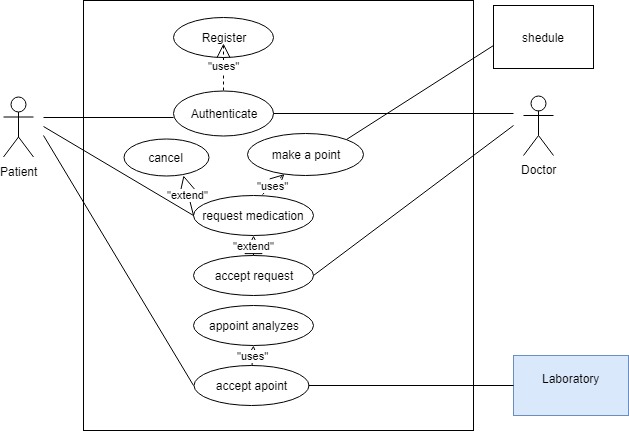 Register
shedule
"uses"
Authenticate
cancel
make a point
Patient
Doctor
"extend"
"uses"
request medication
"extend"
accept request
appoint analyzes
"uses"
accept apoint
Laboratory